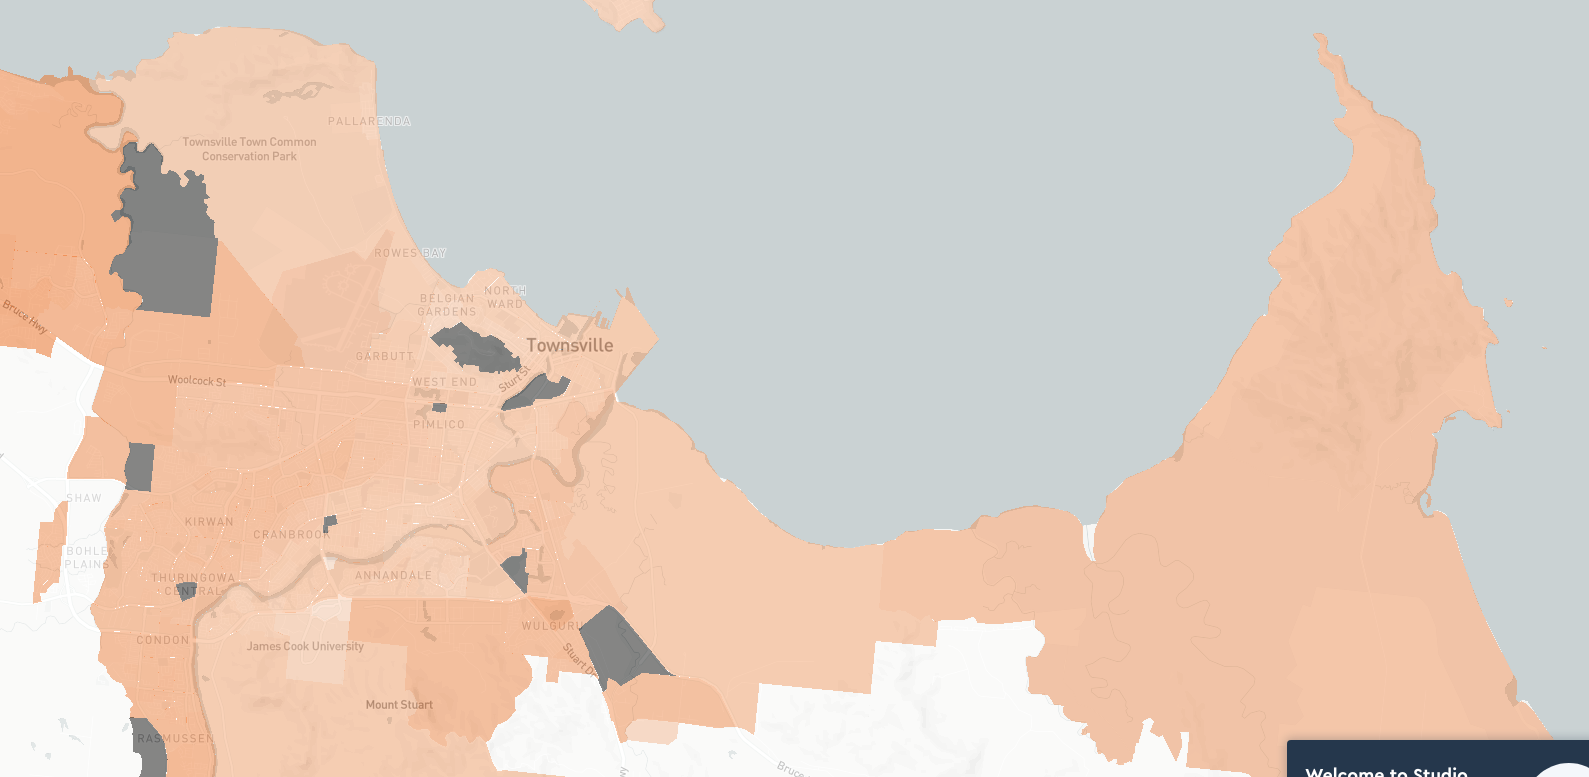 PALLARENDA
Townsville Town Common
Conservation Park
ROWES BAY
NORTH
WARD
BELGIAN
GARDENS
Bruce Hwy
Townsville
GARBUTT
Woolcock St
WEST END
Sturt St
PIMLICO
SHAW
KIRWAN
CRANBROOK
BOHLE
PLAINS
THURINGOWA
CENTRAL
ANNANDALE
WULGURU
CONDON
James Cook University
Stuart Dr
Mount Stuart
RASMUSSEN
Bruce
Welcome to Studio